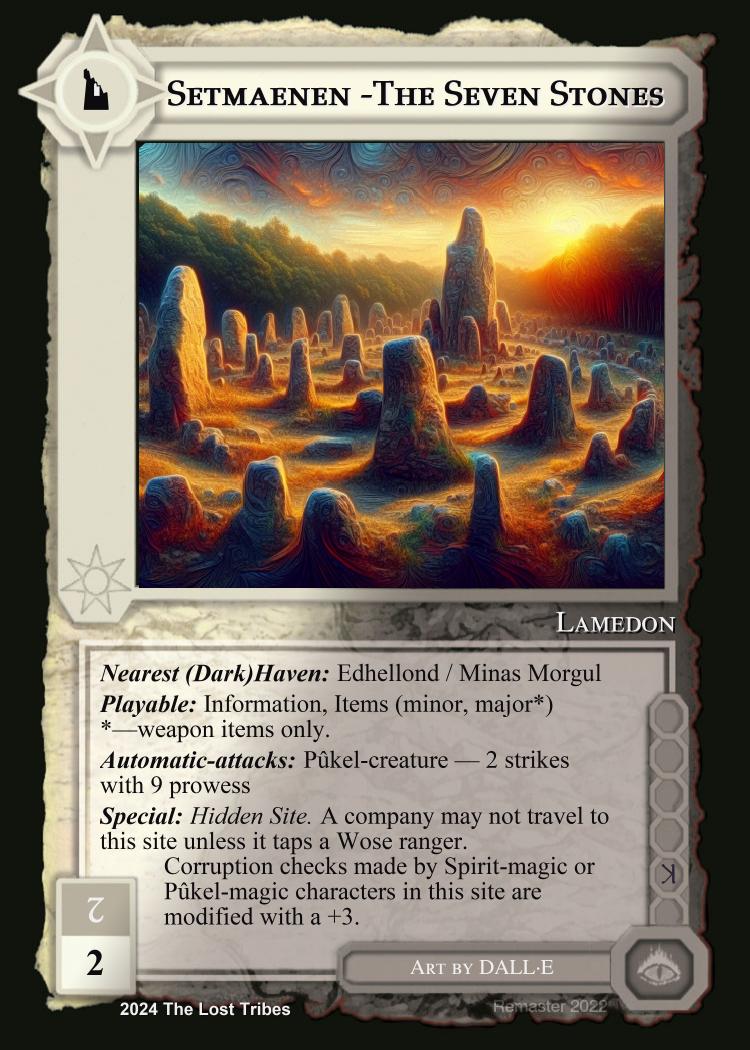 Setmaenen -The Seven Stones
Lamedon
Nearest (Dark)Haven: Edhellond / Minas Morgul
Playable: Information, Items (minor, major*)
*—weapon items only.
Automatic-attacks: Pûkel-creature — 2 strikes
with 9 prowess
Special: Hidden Site. A company may not travel to
this site unless it taps a Wose ranger.
Corruption checks made by Spirit-magic or
Pûkel-magic characters in this site are
modified with a +3.
2
2
Art by DALL·E
2024 The Lost Tribes
Remaster 2022